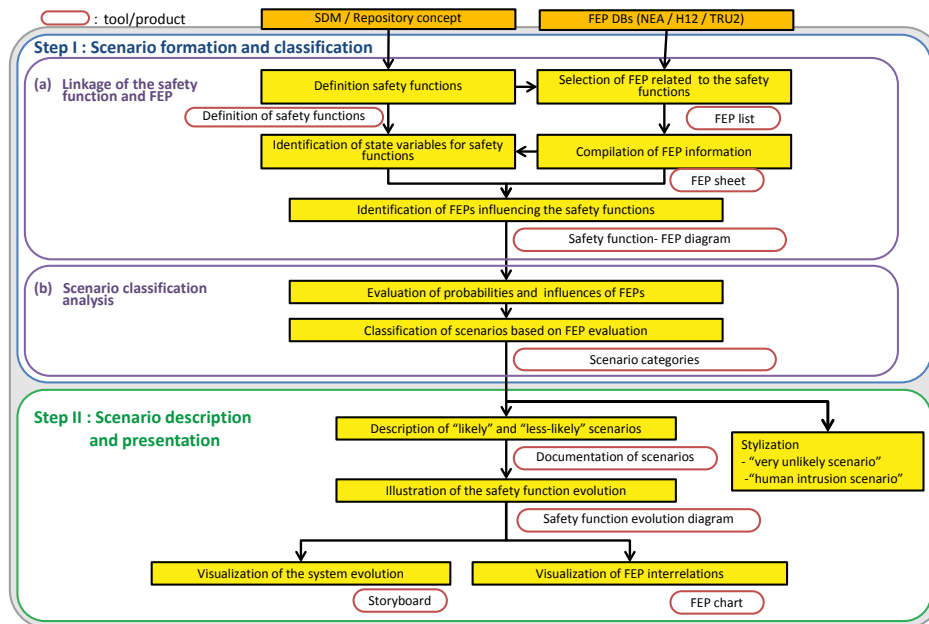 : tool/product
SDM / Repository concept
FEP DBs (NEA / H12 / TRU2)
Step I : Scenario formation and classification
(a) Linkage of the safety
function and FEP
Definition safety functions
Selection of FEP related to the safety
functions
Definition of safety functions
FEP list
Identification of state variables for safety
functions
Compilation of FEP information
FEP sheet
Identification of FEPs influencing the safety functions
Safety function- FEP diagram
(b) Scenario classification
analysis
Evaluation of probabilities and influences of FEPs
Classification of scenarios based on FEP evaluation
Scenario categories
Step II : Scenario description
and presentation
Description of “likely” and “less-likely” scenarios
Stylization
- “very unlikely scenario”
-“human intrusion scenario”
Documentation of scenarios
Illustration of the safety function evolution
Safety function evolution diagram
Visualization of the system evolution
Visualization of FEP interrelations
Storyboard
FEP chart